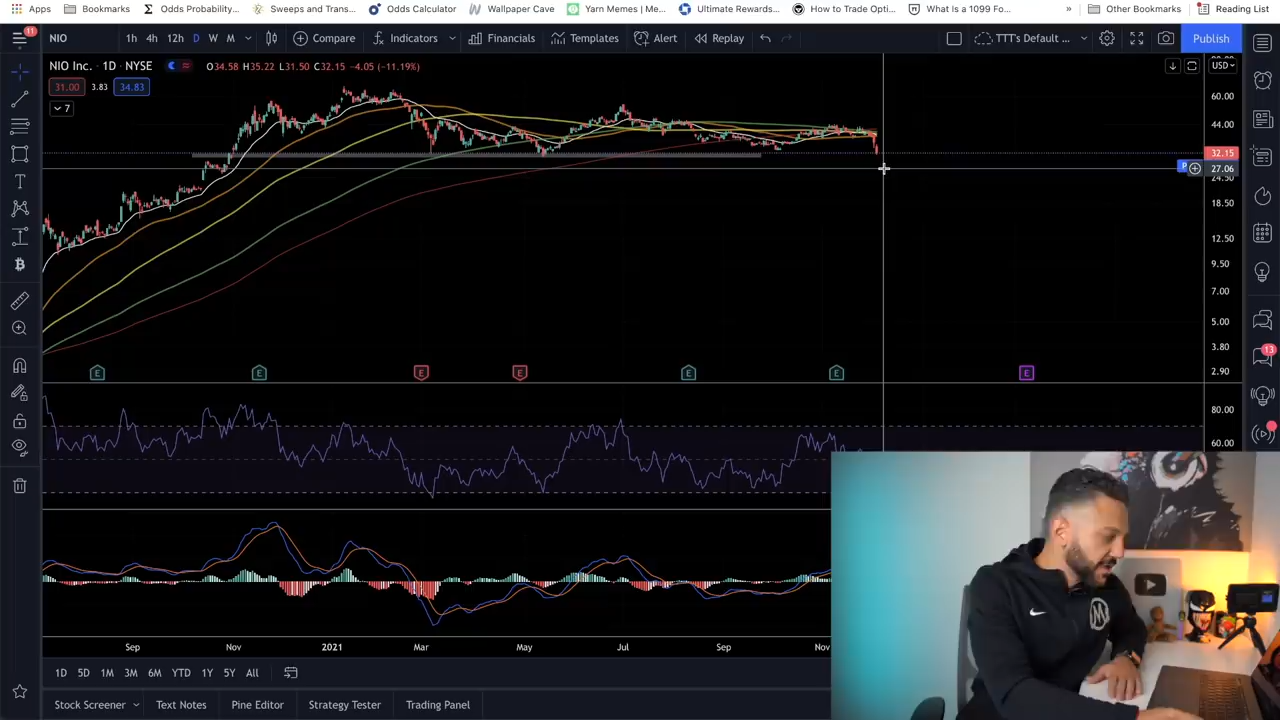 Apps Bookmarks Odds Probability... Sweeps and Trans... Odds Calculator Wallpaper Cave Yarn Memes | Me... Ultimate Rewards... How to Trade Opti... What Is a 1099 Fo... » Other Bookmarks Reading List
11
NIO 1h 4h 12h D W M Compare Indicators Financials Templates Alert Replay TTT's Default ... Publish
NIO Inc. · 1D · NYSE O34.58 H35.22 L31.50 C32.15 −4.05 (−11.19%) USD
31.00 3.83 34.83
7
60.00
44.00
32.15
27.06
24.50
18.50
12.50
9.50
7.00
5.00
3.80
2.90
E E E E E E E
80.00
60.00
13
Sep Nov 2021 Mar May Jul Sep Nov
1D 5D 1M 3M 6M YTD 1Y 5Y All
Stock Screener Text Notes Pine Editor Strategy Tester Trading Panel